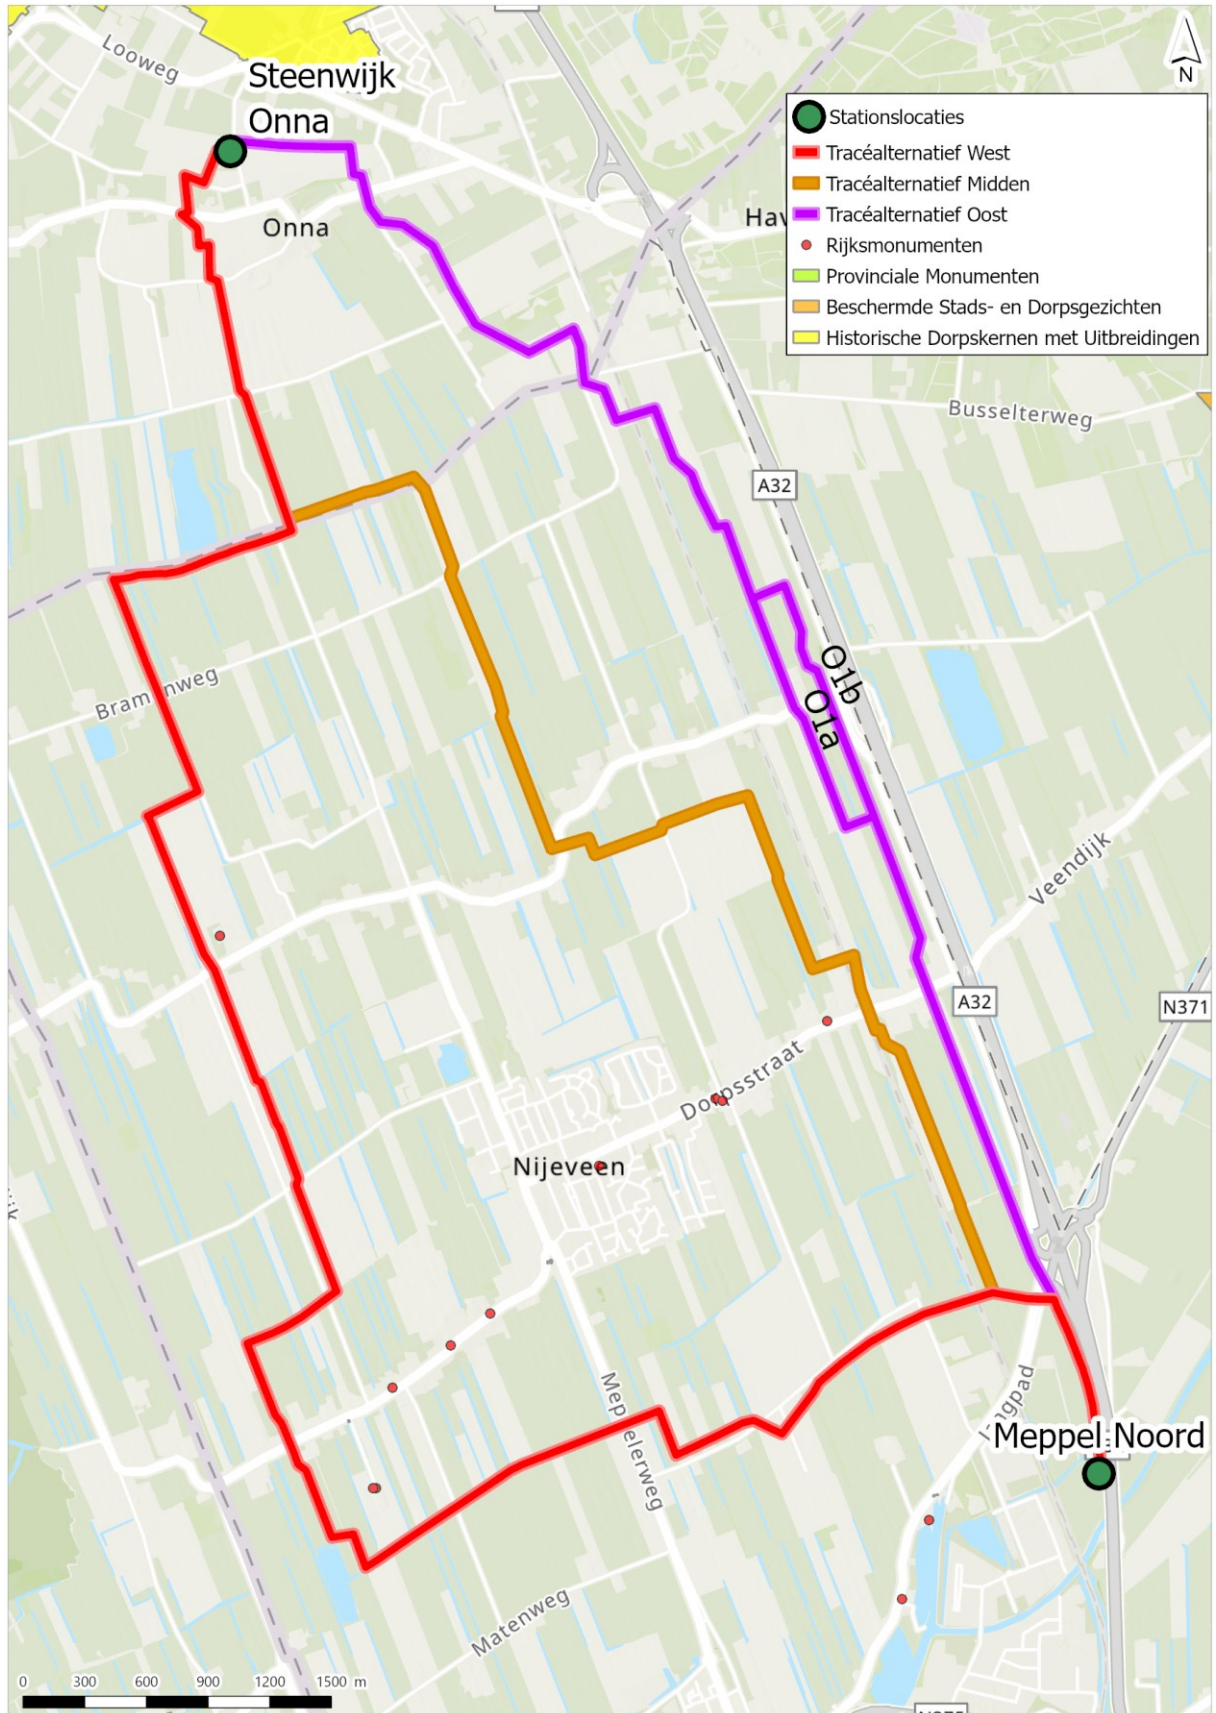 Looweg
Steenwijk
Onna
N
Stationslocaties
Tracéalternatief West
Tracéalternatief Midden
Tracéalternatief Oost
Rijksmonumenten
Provinciale Monumenten
Beschermde Stads- en Dorpsgezichten
Historische Dorpskernen met Uitbreidingen
Onna
Hav
Busselterweg
A32
O1b
O1a
Veendijk
A32
N371
Dorpsstraat
Nijeveen
Meppel Noord
Matenweg
0 300 600 900 1200 1500 m